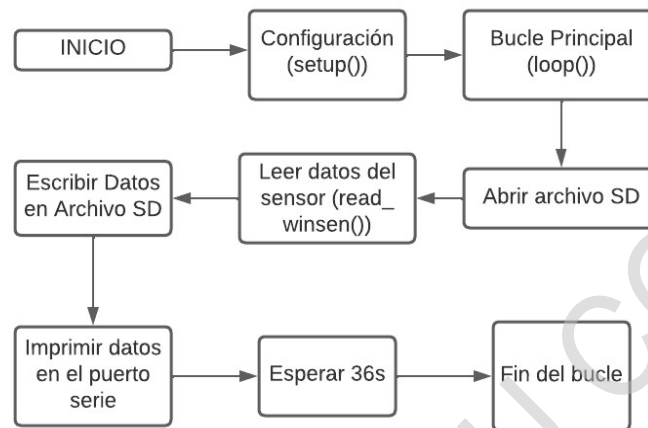 INICIO
Configuración
(setup())
Bucle Principal
(loop())
Abrir archivo SD
Leer datos del
sensor (read_
winsen())
Escribir Datos
en Archivo SD
Imprimir datos
en el puerto
serie
Esperar 36s
Fin del bucle